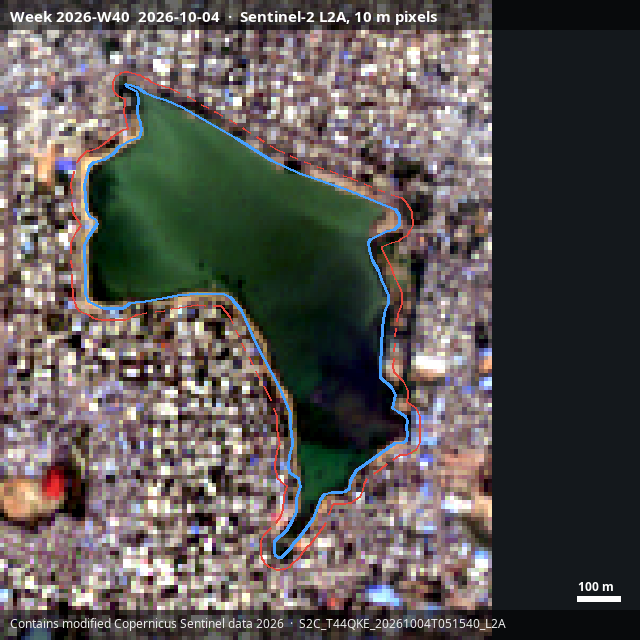 Week 2026-W40  2026-10-04  ·  Sentinel-2 L2A, 10 m pixels
100 m
Contains modified Copernicus Sentinel data 2026  ·  S2C_T44QKE_20261004T051540_L2A